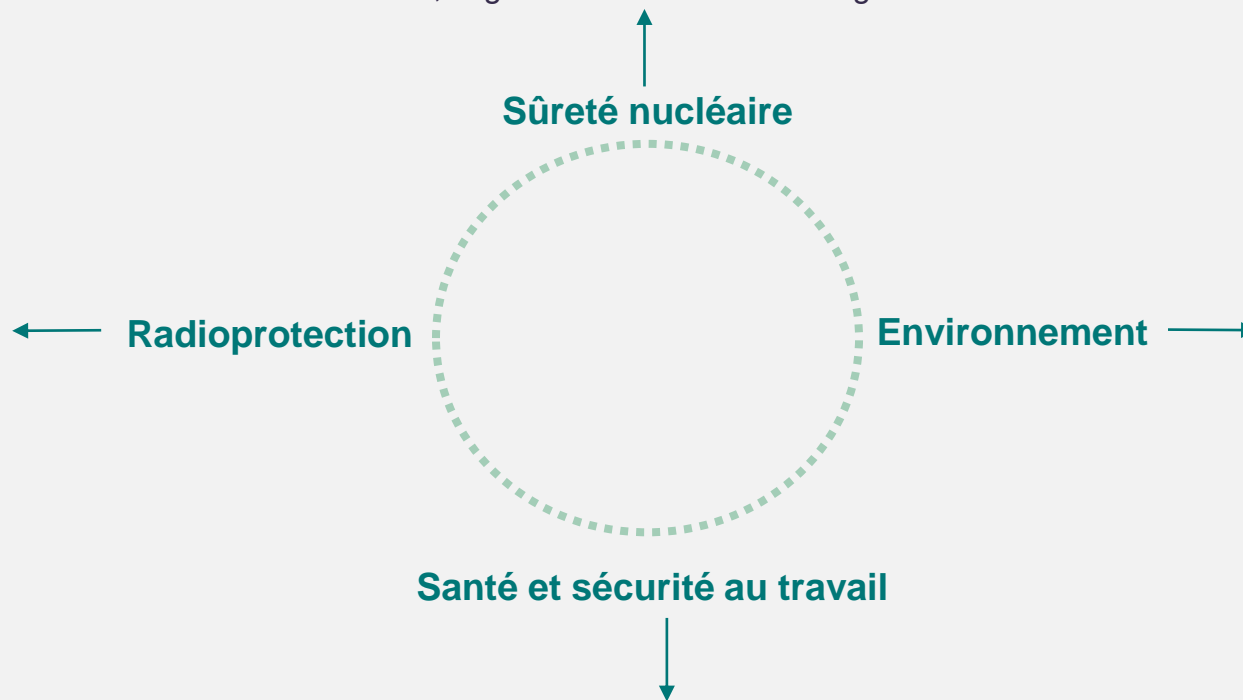 Sûreté nucléaire
Radioprotection
Environnement
Santé et sécurité au travail